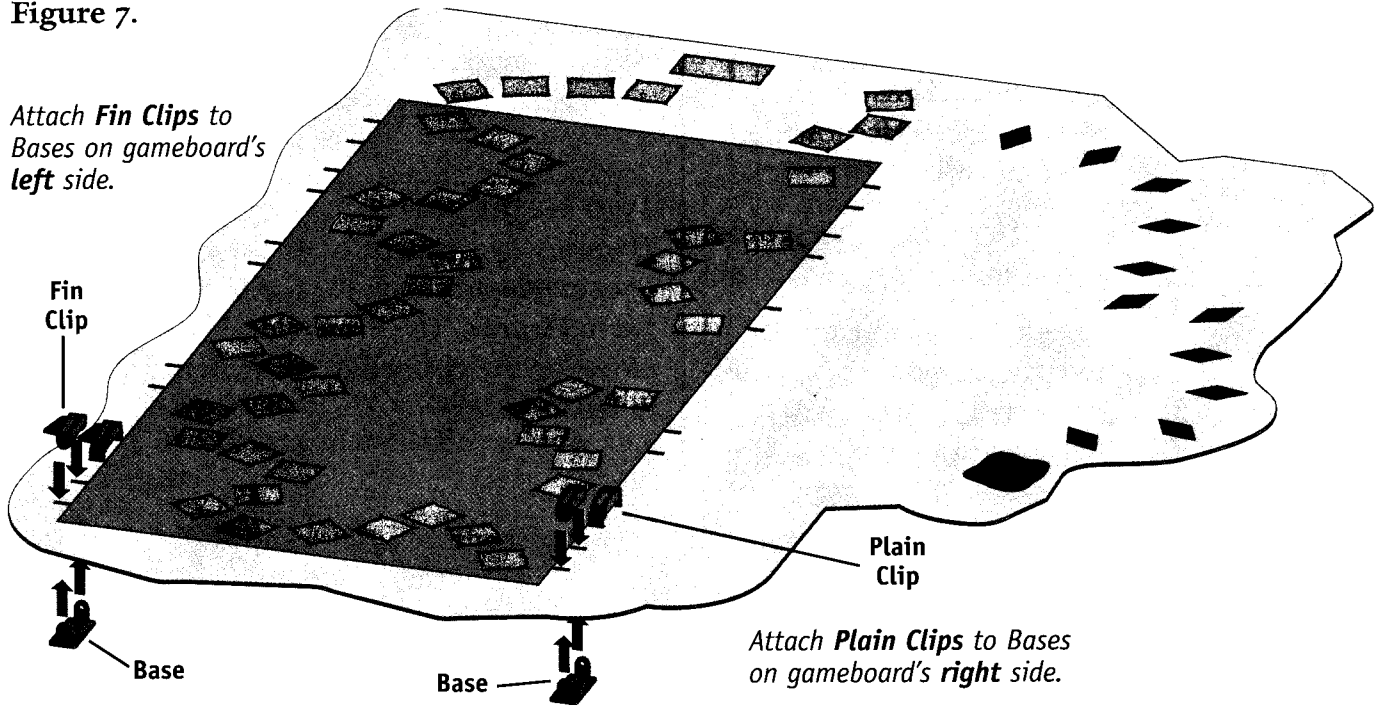 Figure 7.
Attach Fin Clips to
Bases on gameboard's
left side.
Fin
Clip
Plain
Clip
Attach Plain Clips to Bases
on gameboard's right side.
Base
Base